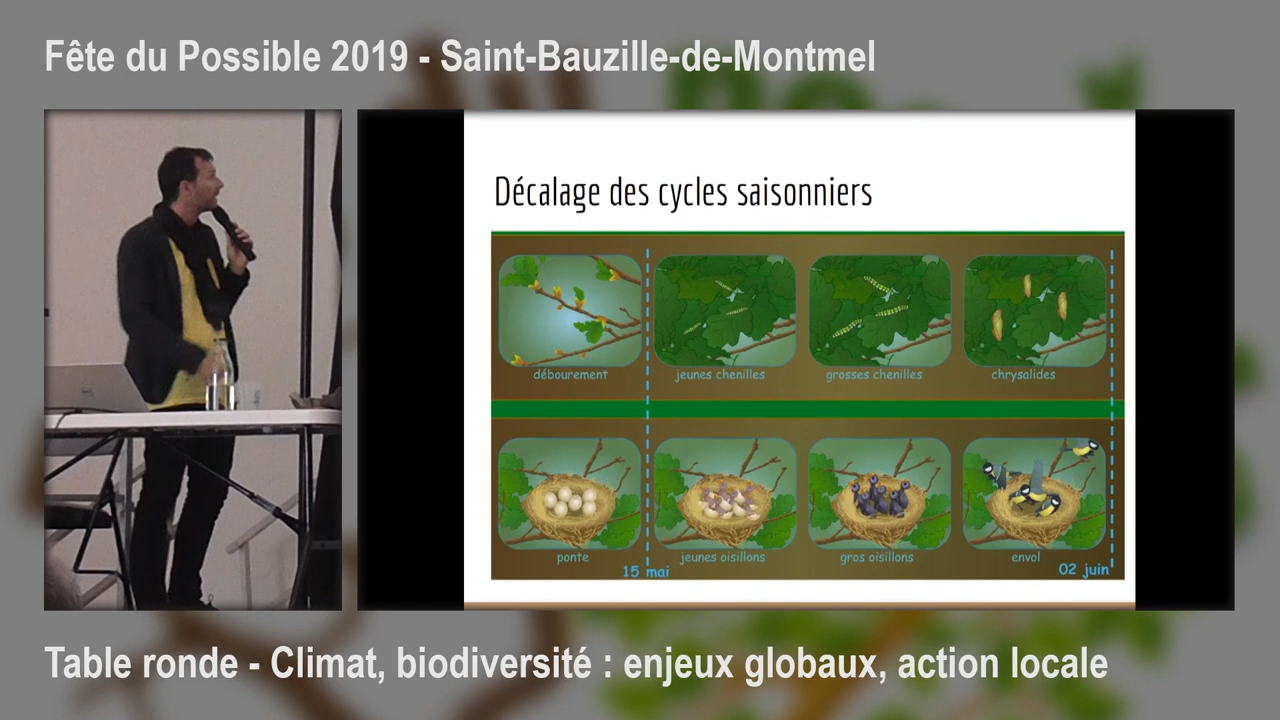 Fête du Possible 2019 - Saint-Bauzille-de-Montmel
Décalage des cycles saisonniers
débourement
jeunes chenilles
grosses chenilles
chrysalides
ponte
jeunes oisillons
gros oisillons
envol
15 mai
02 juin
Table ronde - Climat, biodiversité : enjeux globaux, action locale